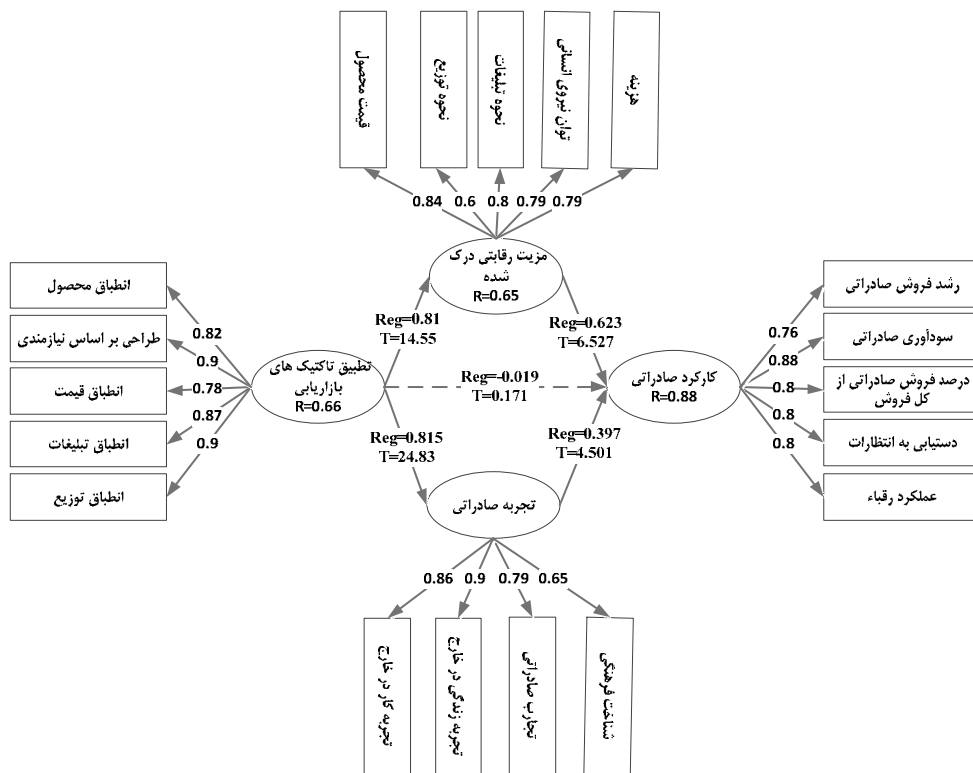 قیمت محصول
نحوه توزیع
نحوه تبلیغات
توان نیروی انسانی
هزینه
0.84
0.6
0.8
0.79
0.79
مزیت رقابتی درک
شده
R=0.65
انطباق محصول
طراحی بر اساس نیازمندی
انطباق قیمت
انطباق تبلیغات
انطباق توزیع
0.82
0.9
0.78
0.87
0.9
تطبیق تاکتیک های
بازاریابی
R=0.66
Reg=0.81
T=14.55
Reg=0.623
T=6.527
Reg=-0.019
T=0.171
Reg=0.815
T=24.83
Reg=0.397
T=4.501
کارکرد صادراتی
R=0.88
0.76
0.88
0.8
0.8
0.8
رشد فروش صادراتی
سودآوری صادراتی
درصد فروش صادراتی از
کل فروش
دستیابی به انتظارات
عملکرد رقباء
تجربه صادراتی
0.86
0.9
0.79
0.65
تجربه کار در خارج
تجربه زندگی در خارج
تجارب صادراتی
شناخت فرهنگی